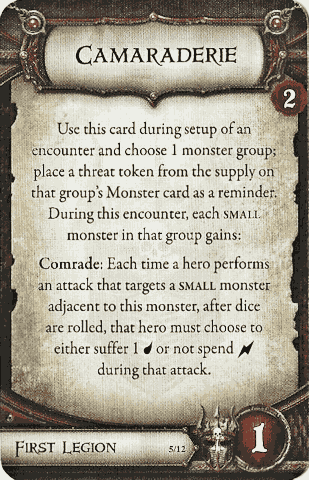 CAMARADERIE
2
Use this card during setup of an
encounter and choose 1 monster group;
place a threat token from the supply on
that group's Monster card as a reminder.
During this encounter, each SMALL
monster in that group gains:
Comrade: Each time a hero performs
an attack that targets a SMALL monster
adjacent to this monster, after dice
are rolled, that hero must choose to
either suffer 1 or not spend
during that attack.
FIRST LEGION
5/12
1